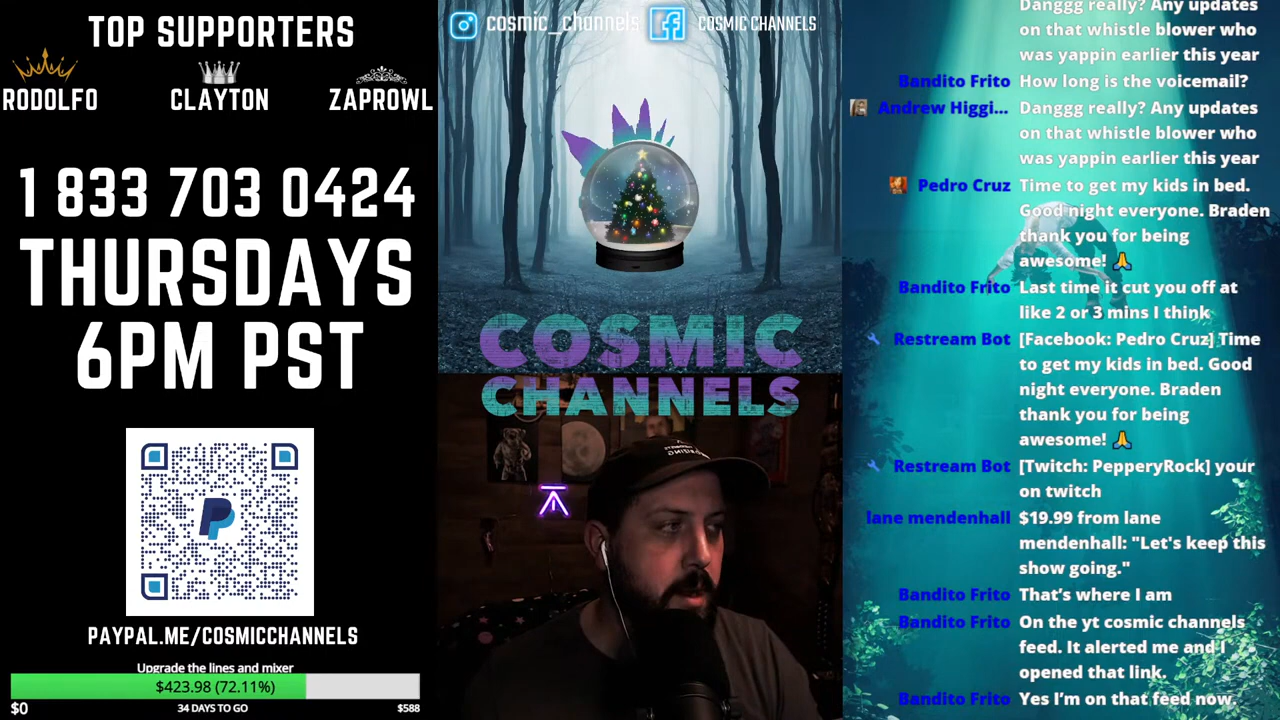 TOP SUPPORTERS
RODOLFO
CLAYTON
ZAPROWL
1 833 703 0424
THURSDAYS
6PM PST
PAYPAL.ME/COSMICCHANNELS
Upgrade the lines and mixer
$423.98 (72.11%)
$0
34 DAYS TO GO
$588
cosmic_channels
COSMIC CHANNELS
COSMIC
CHANNELS
Danggg really? Any updates
on that whistle blower who
was yappin earlier this year
Bandito Frito How long is the voicemail?
Andrew Higgi... Danggg really? Any updates
on that whistle blower who
was yappin earlier this year
Pedro Cruz Time to get my kids in bed.
Good night everyone. Braden
thank you for being
awesome! 🙏
Bandito Frito Last time it cut you off at
like 2 or 3 mins I think
Restream Bot [Facebook: Pedro Cruz] Time
to get my kids in bed. Good
night everyone. Braden
thank you for being
awesome! 🙏
Restream Bot [Twitch: PepperyRock] your
on twitch
lane mendenhall $19.99 from lane
mendenhall: "Let's keep this
show going."
Bandito Frito That's where I am
Bandito Frito On the yt cosmic channels
feed. It alerted me and I
opened that link.
Bandito Frito Yes I'm on that feed now.